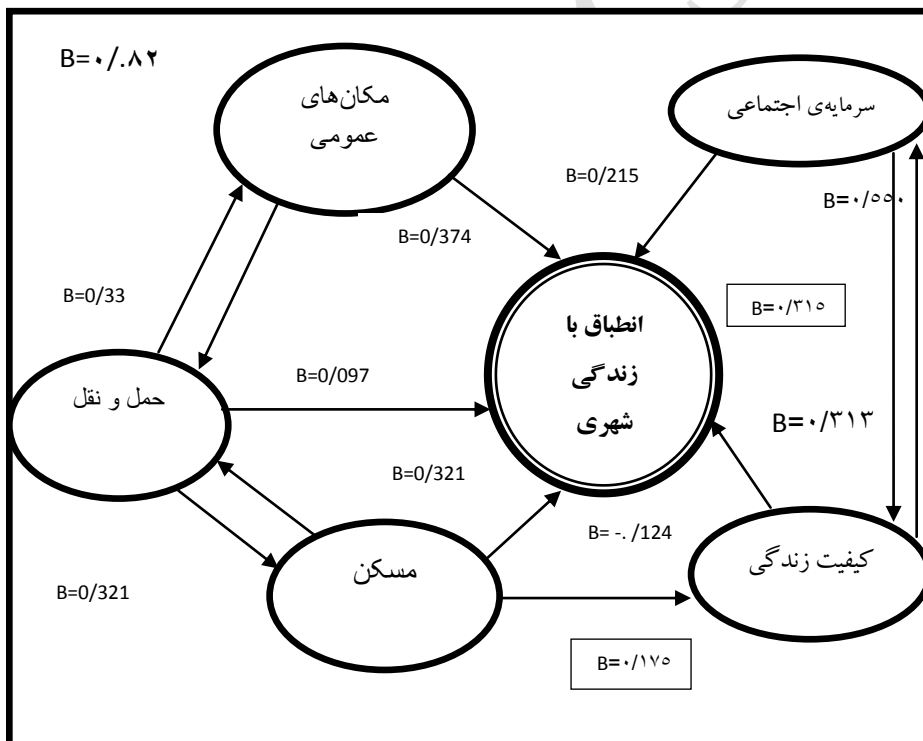 B=۰/.۸۲
مکان‌های
عمومی
سرمایه‌ی اجتماعی
B=0/215
B=۰/۵۵۰
B=0/374
B=0/33
B=۰/۳۱۵
انطباق با
زندگی
شهری
B=0/097
حمل و نقل
B=۰/۳۱۳
B=0/321
B= -. /124
کیفیت زندگی
مسکن
B=0/321
B=۰/۱۷۵